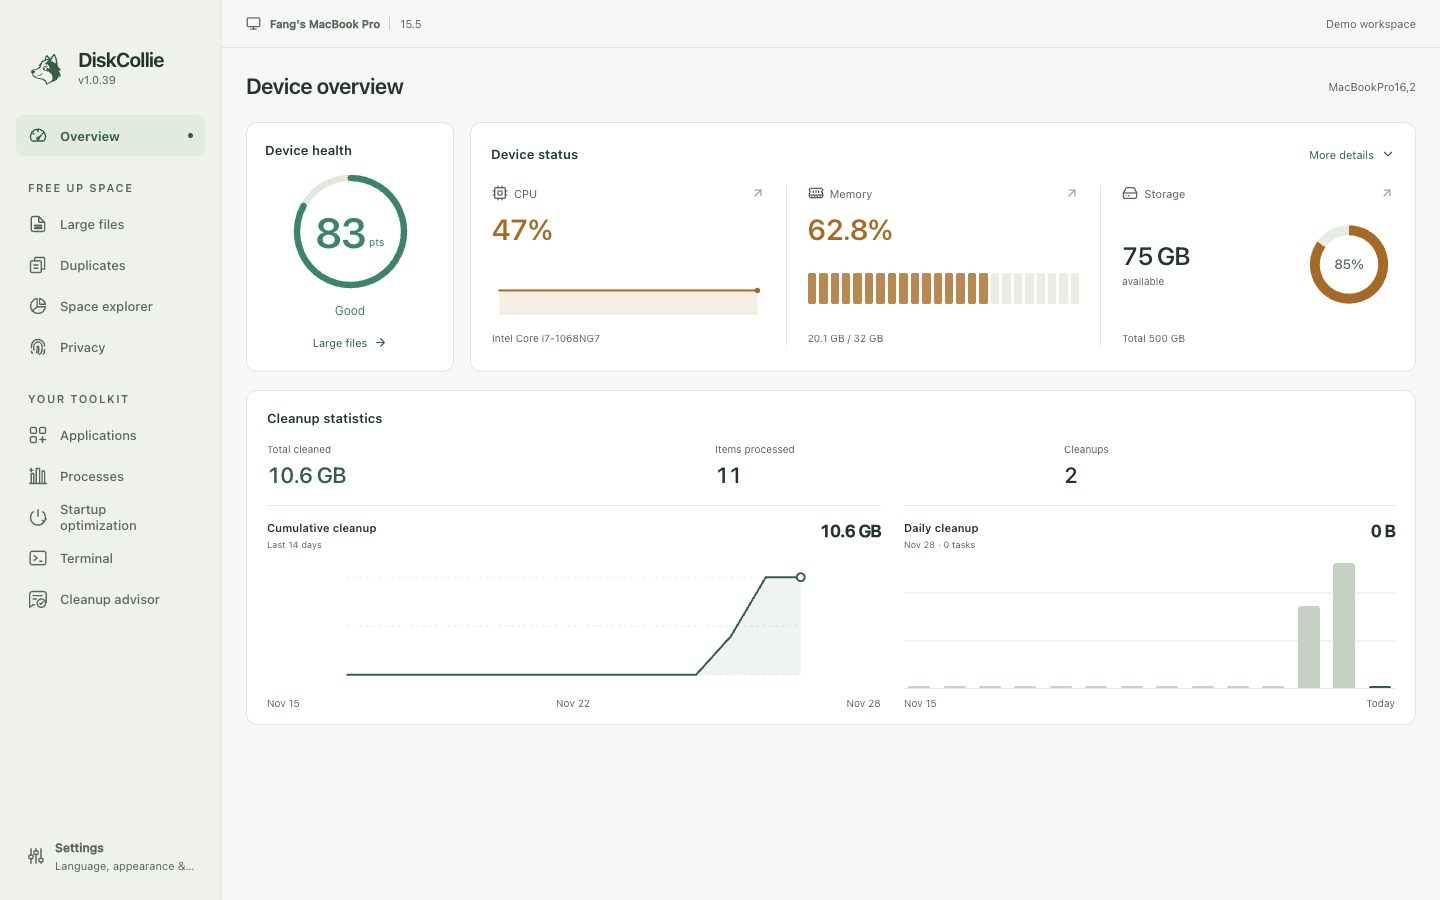 DiskCollie
v1.0.39
Overview
FREE UP SPACE
Large files
Duplicates
Space explorer
Privacy
YOUR TOOLKIT
Applications
Processes
Startup
optimization
Terminal
Cleanup advisor
Settings
Language, appearance &...
Fang's MacBook Pro 15.5
Demo workspace
Device overview
MacBookPro16,2
Device health
83 pts
Good
Large files
Device status
More details
CPU
47%
Intel Core i7-1068NG7
Memory
62.8%
20.1 GB / 32 GB
Storage
75 GB
available
85%
Total 500 GB
Cleanup statistics
Total cleaned
10.6 GB
Items processed
11
Cleanups
2
Cumulative cleanup
Last 14 days
10.6 GB
Nov 15
Nov 22
Nov 28
Daily cleanup
Nov 28 · 0 tasks
0 B
Nov 15
Today